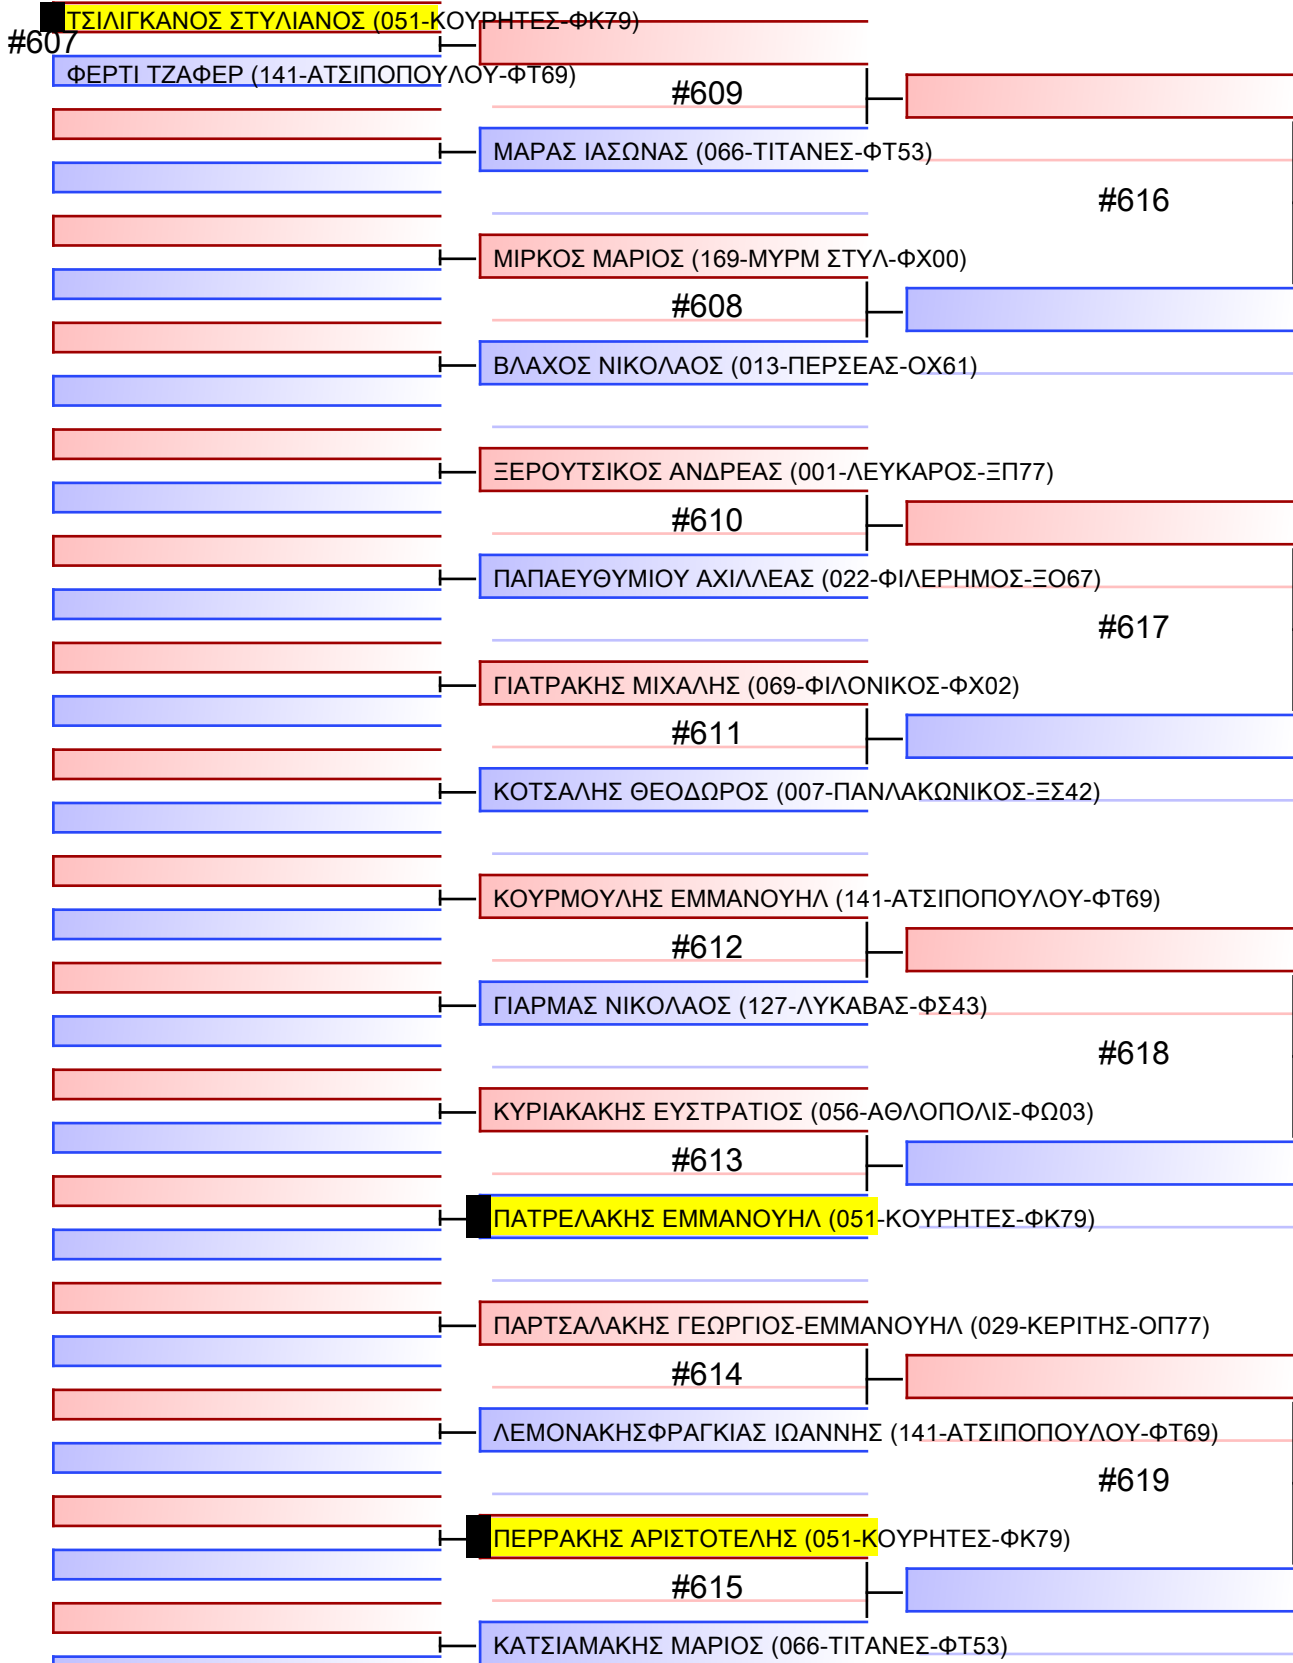 ΤΣΙΛΙΓΚΑΝΟΣ ΣΤΥΛΙΑΝΟΣ (051-ΚΟΥΡΗΤΕΣ-ΦΚ79)
#607
ΦΕΡΤΙ ΤΖΑΦΕΡ (141-ΑΤΣΙΠΟΠΟΥΛΟΥ-ΦΤ69)
#609
ΜΑΡΑΣ ΙΑΣΩΝΑΣ (066-ΤΙΤΑΝΕΣ-ΦΤ53)
#616
ΜΙΡΚΟΣ ΜΑΡΙΟΣ (169-ΜΥΡΜ ΣΤΥΛ-ΦΧ00)
#608
ΒΛΑΧΟΣ ΝΙΚΟΛΑΟΣ (013-ΠΕΡΣΕΑΣ-ΟΧ61)
ΞΕΡΟΥΤΣΙΚΟΣ ΑΝΔΡΕΑΣ (001-ΛΕΥΚΑΡΟΣ-ΞΠ77)
#610
ΠΑΠΑΕΥΘΥΜΙΟΥ ΑΧΙΛΛΕΑΣ (022-ΦΙΛΕΡΗΜΟΣ-ΞΟ67)
#617
ΓΙΑΤΡΑΚΗΣ ΜΙΧΑΛΗΣ (069-ΦΙΛΟΝΙΚΟΣ-ΦΧ02)
#611
ΚΟΤΣΑΛΗΣ ΘΕΟΔΩΡΟΣ (007-ΠΑΝΛΑΚΩΝΙΚΟΣ-ΞΣ42)
ΚΟΥΡΜΟΥΛΗΣ ΕΜΜΑΝΟΥΗΛ (141-ΑΤΣΙΠΟΠΟΥΛΟΥ-ΦΤ69)
#612
ΓΙΑΡΜΑΣ ΝΙΚΟΛΑΟΣ (127-ΛΥΚΑΒΑΣ-ΦΣ43)
#618
ΚΥΡΙΑΚΑΚΗΣ ΕΥΣΤΡΑΤΙΟΣ (056-ΑΘΛΟΠΟΛΙΣ-ΦΩ03)
#613
ΠΑΤΡΕΛΑΚΗΣ ΕΜΜΑΝΟΥΗΛ (051-ΚΟΥΡΗΤΕΣ-ΦΚ79)
ΠΑΡΤΣΑΛΑΚΗΣ ΓΕΩΡΓΙΟΣ-ΕΜΜΑΝΟΥΗΛ (029-ΚΕΡΙΤΗΣ-ΟΠ77)
#614
ΛΕΜΟΝΑΚΗΣΦΡΑΓΚΙΑΣ ΙΩΑΝΝΗΣ (141-ΑΤΣΙΠΟΠΟΥΛΟΥ-ΦΤ69)
#619
ΠΕΡΡΑΚΗΣ ΑΡΙΣΤΟΤΕΛΗΣ (051-ΚΟΥΡΗΤΕΣ-ΦΚ79)
#615
ΚΑΤΣΙΑΜΑΚΗΣ ΜΑΡΙΟΣ (066-ΤΙΤΑΝΕΣ-ΦΤ53)